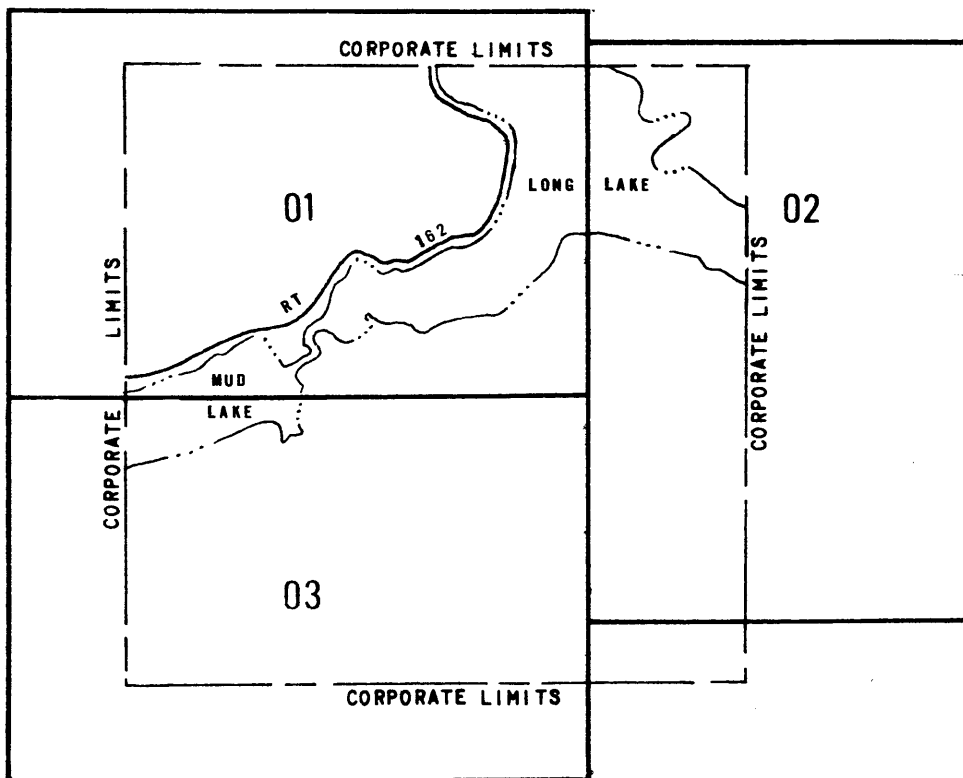 CORPORATE LIMITS
LONG LAKE
01
02
162
RT
CORPORATE LIMITS
CORPORATE LIMITS
MUD
LAKE
03
CORPORATE LIMITS